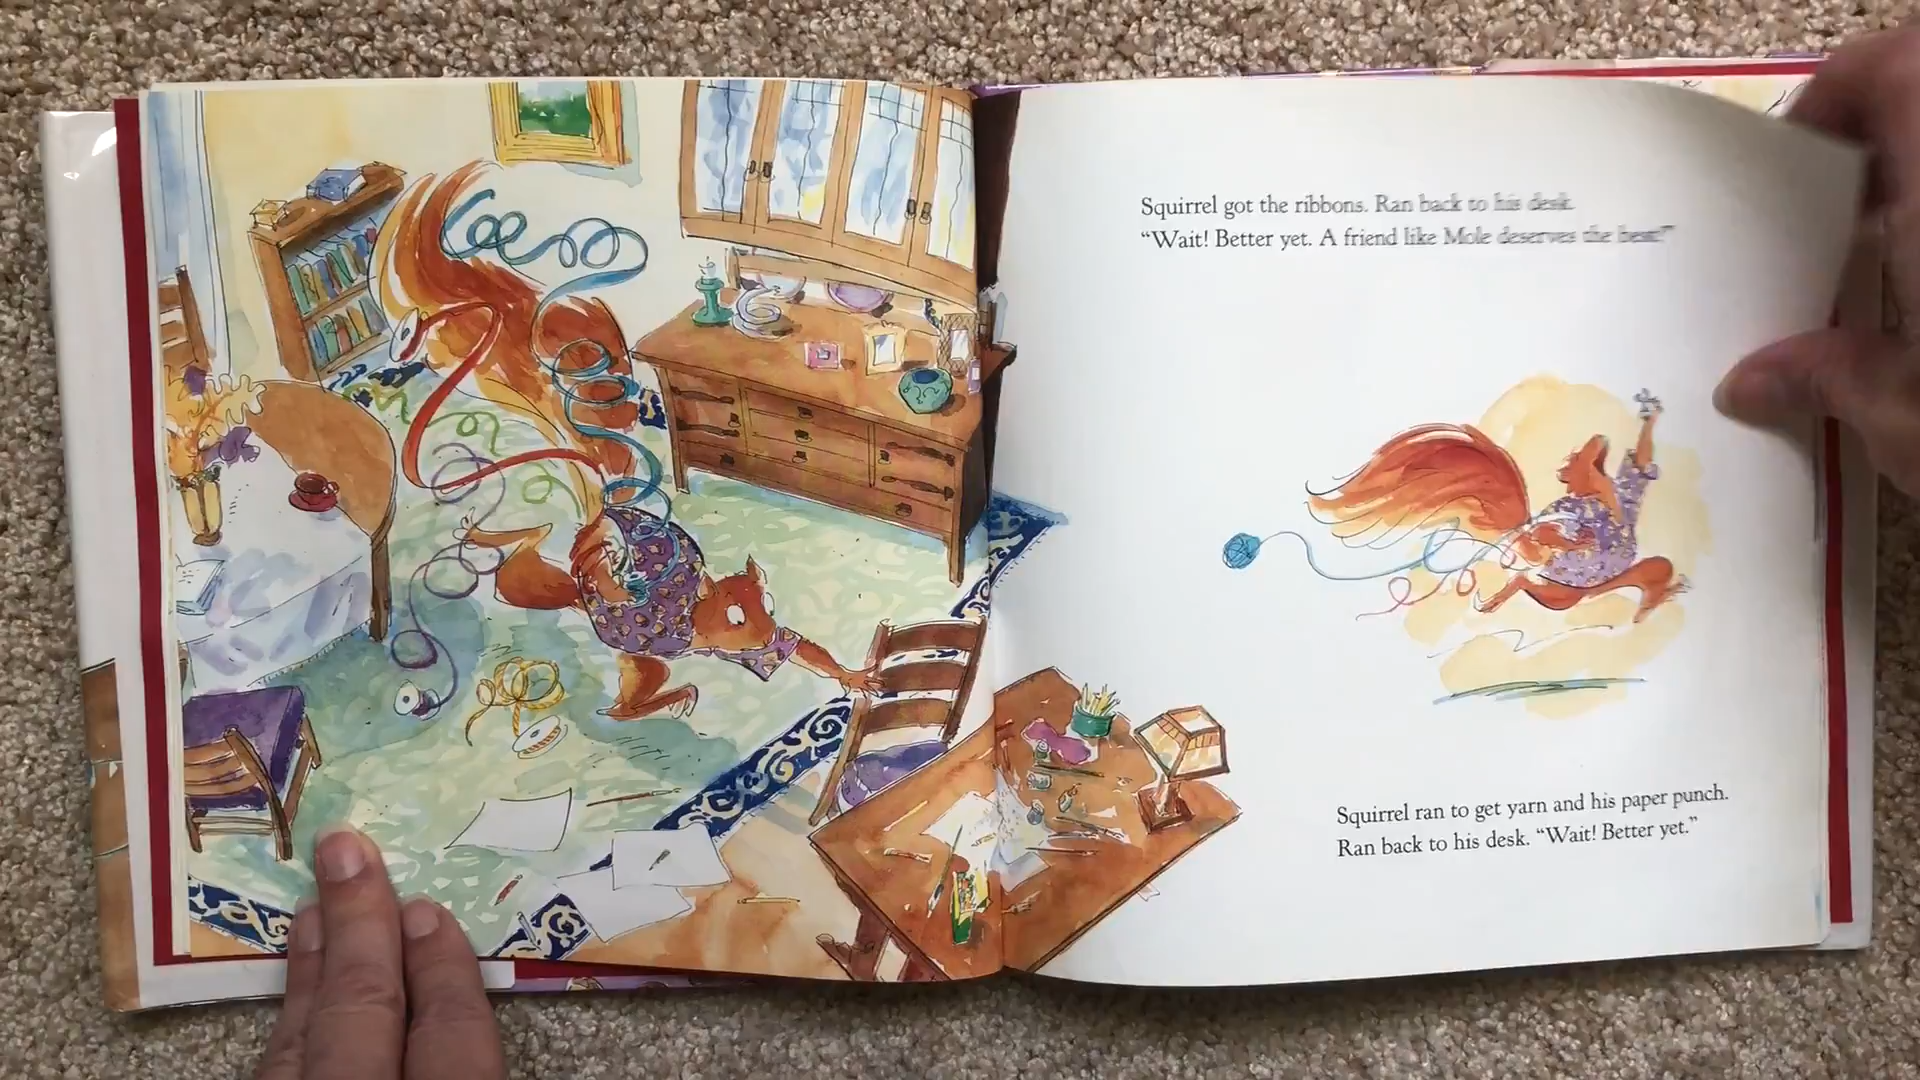 Squirrel got the ribbons. Ran back to his desk.
“Wait! Better yet. A friend like Mole deserves the best!”
Squirrel ran to get yarn and his paper punch.
Ran back to his desk. “Wait! Better yet.”